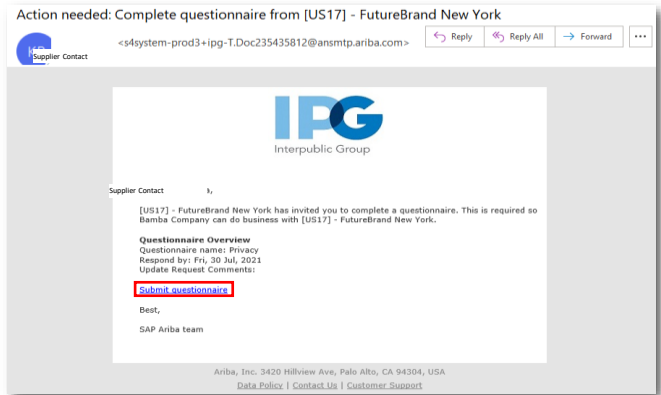 Action needed: Complete questionnaire from [US17] - FutureBrand New York
<s4system-prod3+ipg-T.Doc235435812@ansmtp.ariba.com>
Reply
Reply All
Forward
Supplier Contact
IPG
Interpublic Group
Supplier Contact ,
[US17] - FutureBrand New York has invited you to complete a questionnaire. This is required so
Bamba Company can do business with [US17] - FutureBrand New York.
Questionnaire Overview
Questionnaire name: Privacy
Respond by: Fri, 30 Jul, 2021
Update Request Comments:
Submit questionnaire
Best,
SAP Ariba team
Ariba, Inc. 3420 Hillview Ave, Palo Alto, CA 94304, USA
Data Policy | Contact Us | Customer Support